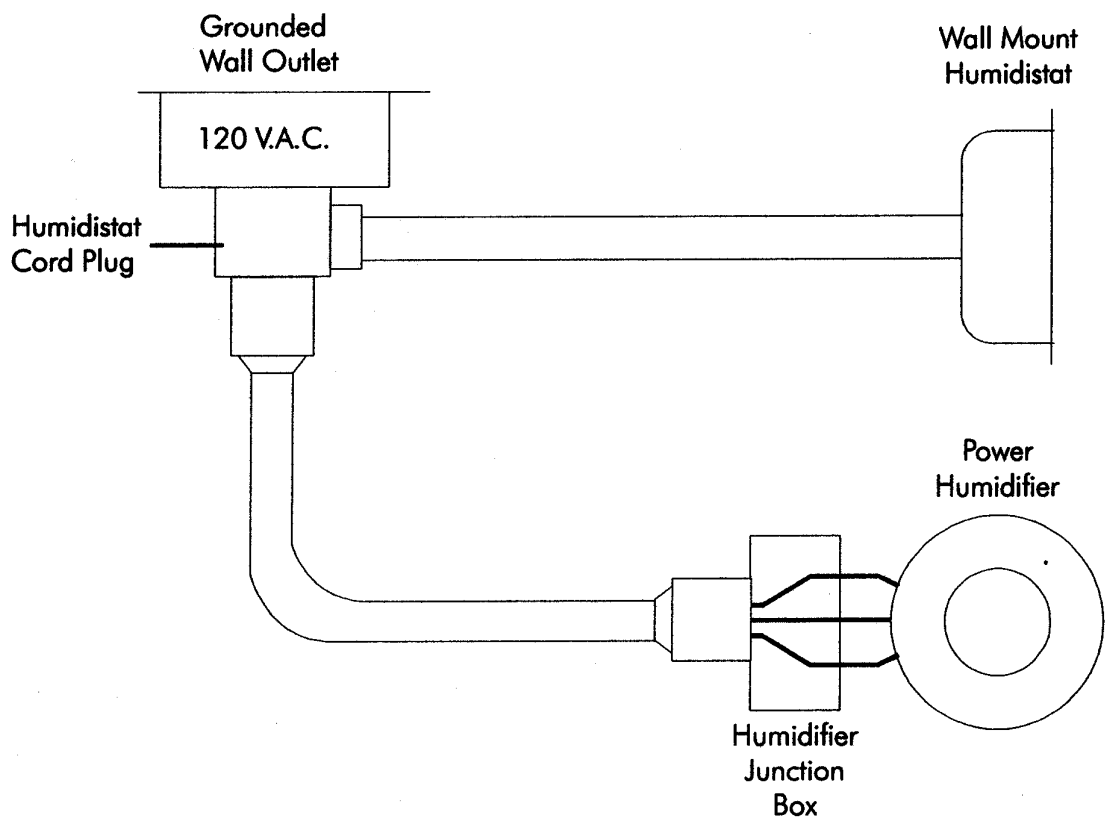 Grounded
Wall Outlet
Wall Mount
Humidistat
120 V.A.C.
Humidistat
Cord Plug
Power
Humidifier
Humidifier
Junction
Box